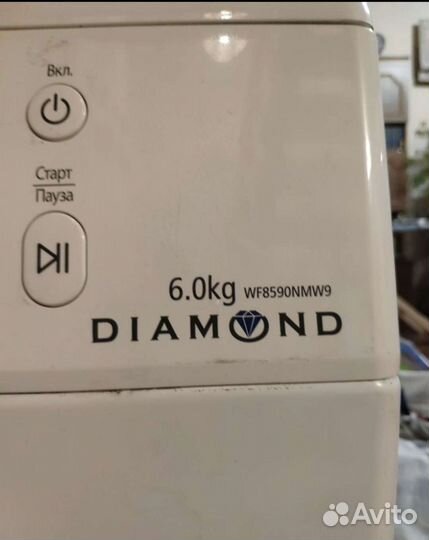 Вкл.
Старт
Пауза
6.0kg WF8590NMW9
DIAMOND
Avito